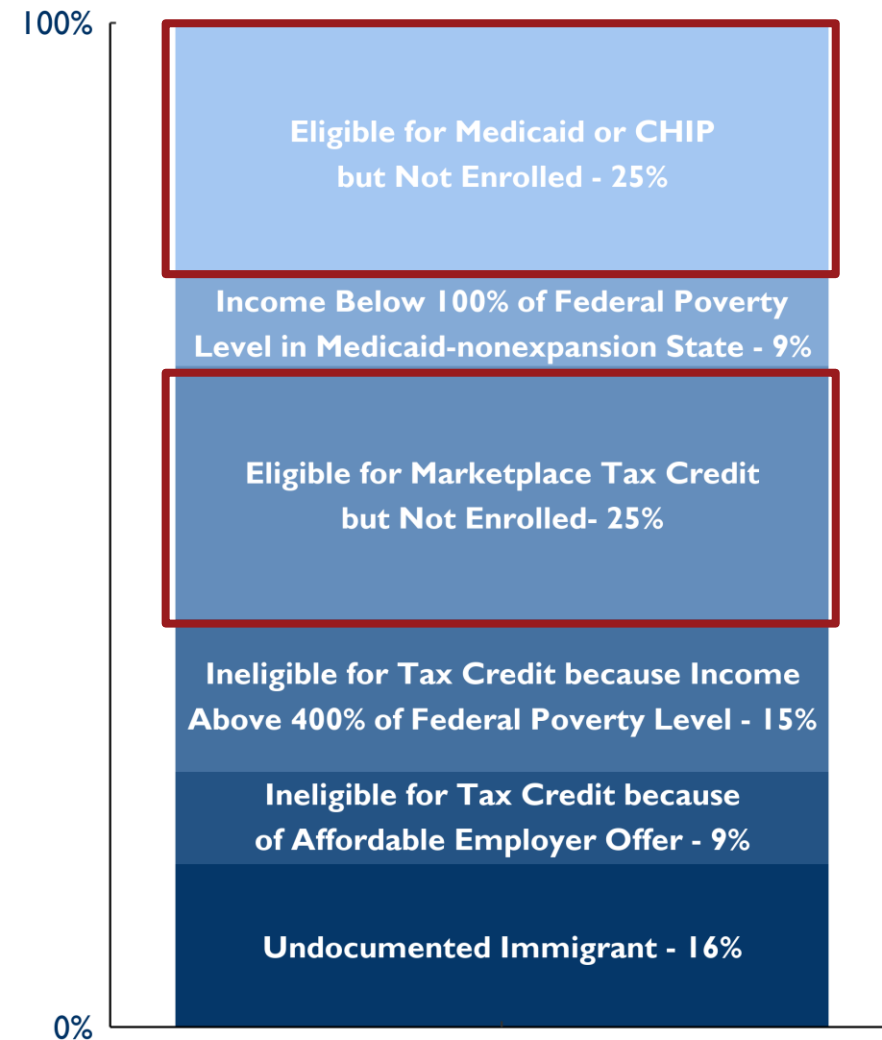 100%
Eligible for Medicaid or CHIP
but Not Enrolled - 25%
Income Below 100% of Federal Poverty
Level in Medicaid-nonexpansion State - 9%
Eligible for Marketplace Tax Credit
but Not Enrolled- 25%
Ineligible for Tax Credit because Income
Above 400% of Federal Poverty Level - 15%
Ineligible for Tax Credit because
of Affordable Employer Offer - 9%
Undocumented Immigrant - 16%
0%